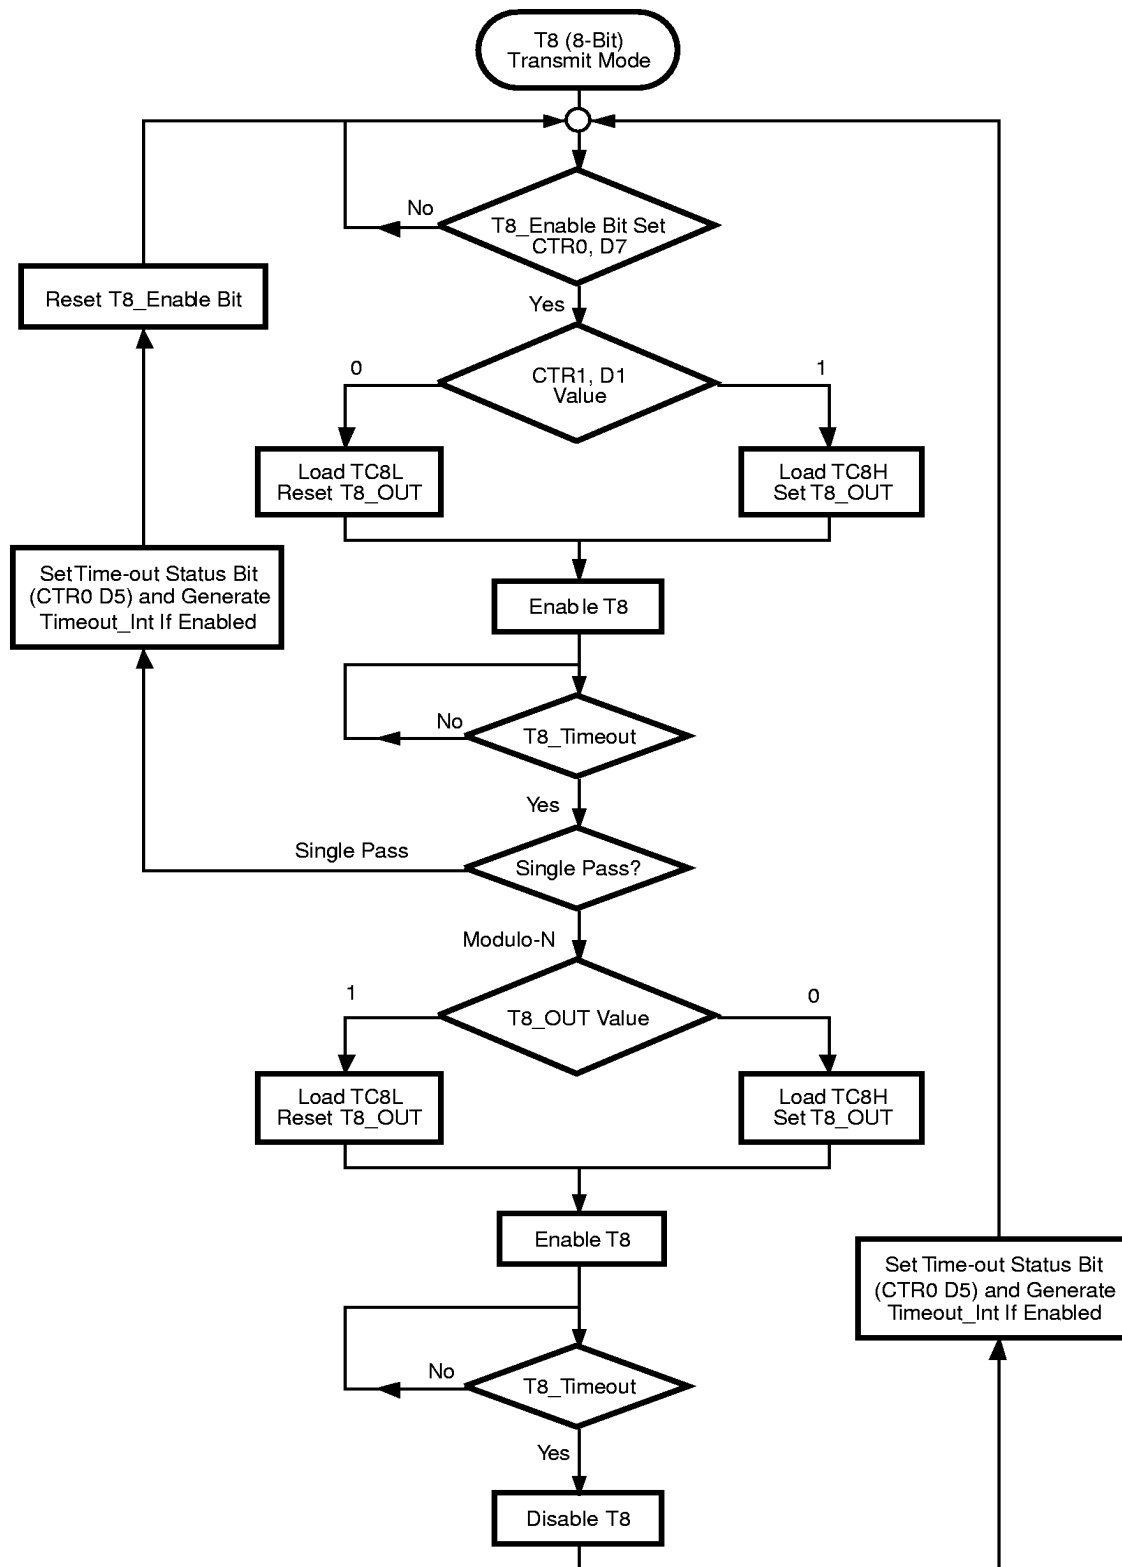 T8 (8-Bit)
Transmit Mode
No
T8_Enable Bit Set
CTR0, D7
Reset T8_Enable Bit
Yes
0
CTR1, D1
Value
1
Load TC8L
Reset T8_OUT
Load TC8H
Set T8_OUT
Set Time-out Status Bit
(CTR0 D5) and Generate
Timeout_Int If Enabled
Enable T8
No
T8_Timeout
Yes
Single Pass
Single Pass?
Modulo-N
1
T8_OUT Value
0
Load TC8L
Reset T8_OUT
Load TC8H
Set T8_OUT
Enable T8
Set Time-out Status Bit
(CTR0 D5) and Generate
Timeout_Int If Enabled
No
T8_Timeout
Yes
Disable T8